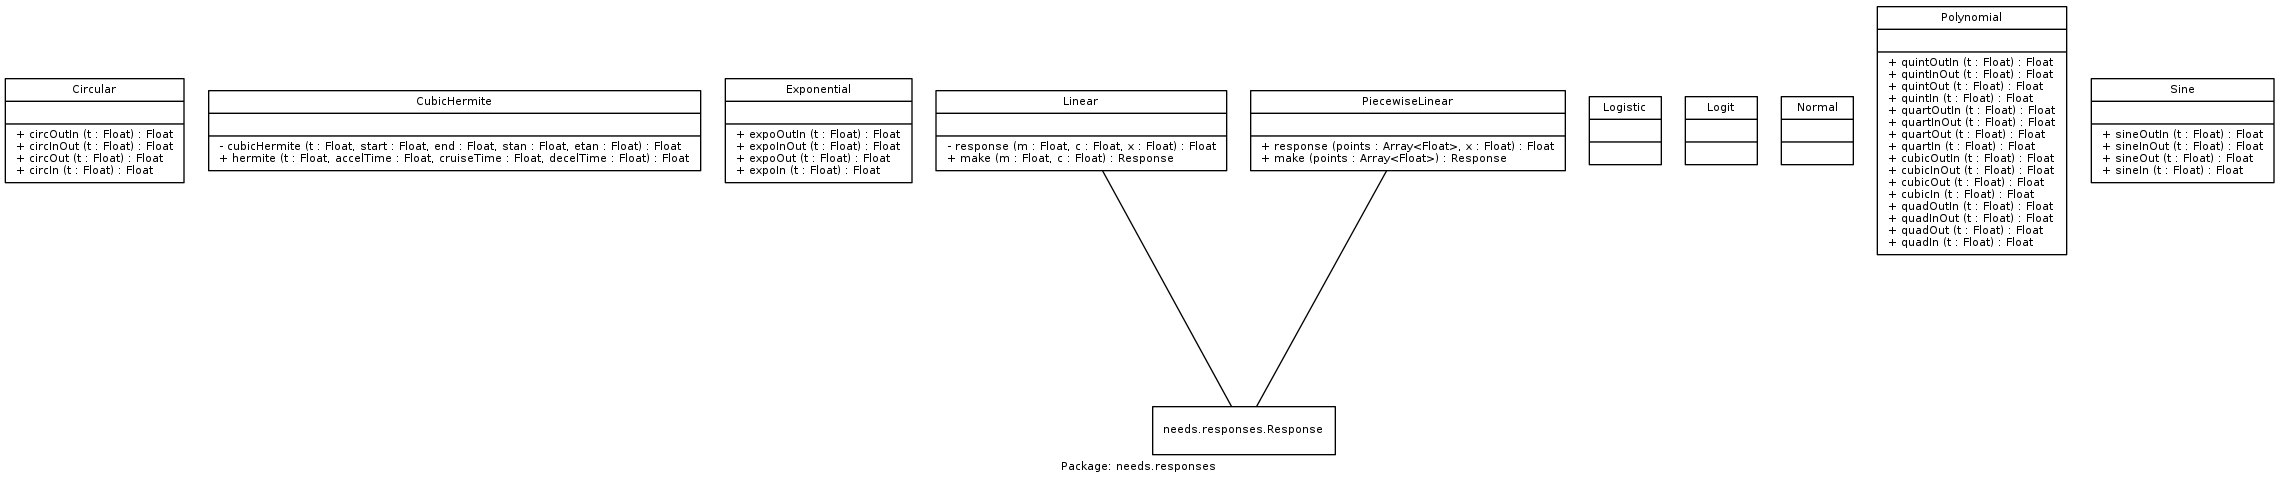 Circular
+ circOutIn (t : Float) : Float
+ circInOut (t : Float) : Float
+ circOut (t : Float) : Float
+ circIn (t : Float) : Float
CubicHermite
- cubicHermite (t : Float, start : Float, end : Float, stan : Float, etan : Float) : Float
+ hermite (t : Float, accelTime : Float, cruiseTime : Float, decelTime : Float) : Float
Exponential
+ expoOutIn (t : Float) : Float
+ expoInOut (t : Float) : Float
+ expoOut (t : Float) : Float
+ expoIn (t : Float) : Float
Linear
- response (m : Float, c : Float, x : Float) : Float
+ make (m : Float, c : Float) : Response
PiecewiseLinear
+ response (points : Array<Float>, x : Float) : Float
+ make (points : Array<Float>) : Response
Logistic
Logit
Normal
Polynomial
+ quintOutIn (t : Float) : Float
+ quintInOut (t : Float) : Float
+ quintOut (t : Float) : Float
+ quintIn (t : Float) : Float
+ quartOutIn (t : Float) : Float
+ quartInOut (t : Float) : Float
+ quartOut (t : Float) : Float
+ quartIn (t : Float) : Float
+ cubicOutIn (t : Float) : Float
+ cubicInOut (t : Float) : Float
+ cubicOut (t : Float) : Float
+ cubicIn (t : Float) : Float
+ quadOutIn (t : Float) : Float
+ quadInOut (t : Float) : Float
+ quadOut (t : Float) : Float
+ quadIn (t : Float) : Float
Sine
+ sineOutIn (t : Float) : Float
+ sineInOut (t : Float) : Float
+ sineOut (t : Float) : Float
+ sineIn (t : Float) : Float
needs.responses.Response
Package: needs.responses